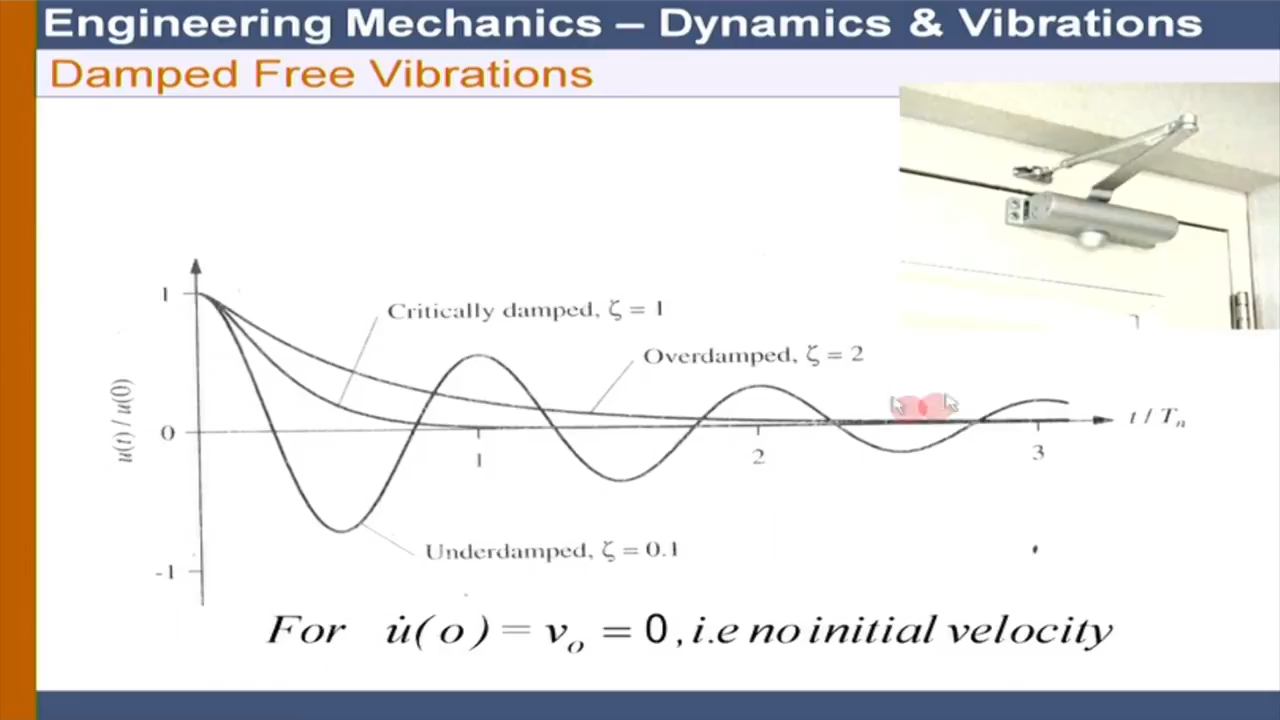 Engineering Mechanics – Dynamics & Vibrations
Damped Free Vibrations
1
Critically damped, ζ = 1
Overdamped, ζ = 2
u(t) / u(0)
0
t / Tₙ
1
2
3
Underdamped, ζ = 0.1
-1
For u̇(o) = vₒ = 0, i.e no initial velocity